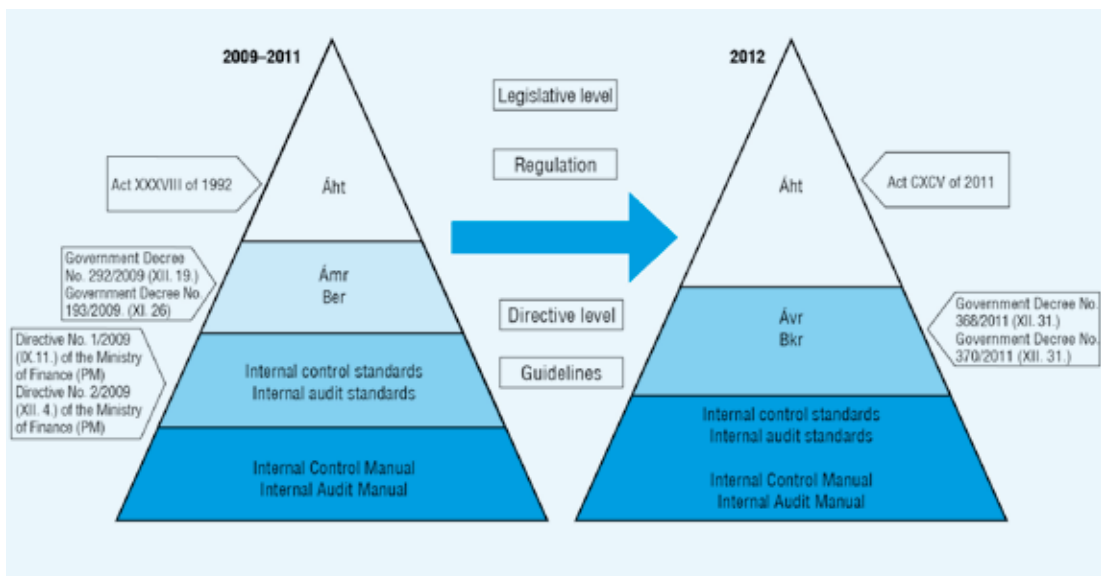 2009–2011
2012
Legislative level
Regulation
Act XXXVIII of 1992
Áht
Áht
Act CXCV of 2011
Government Decree
No. 292/2009 (XII. 19.)
Government Decree No.
193/2009. (XI. 26)
Ámr
Ber
Directive level
Guidelines
Ávr
Bkr
Government Decree No.
368/2011 (XII. 31.)
Government Decree No.
370/2011 (XII. 31.)
Directive No. 1/2009
(IX.11.) of the Ministry
of Finance (PM)
Directive No. 2/2009
(XII. 4.) of the Ministry
of Finance (PM)
Internal control standards
Internal audit standards
Internal control standards
Internal audit standards
Internal Control Manual
Internal Audit Manual
Internal Control Manual
Internal Audit Manual